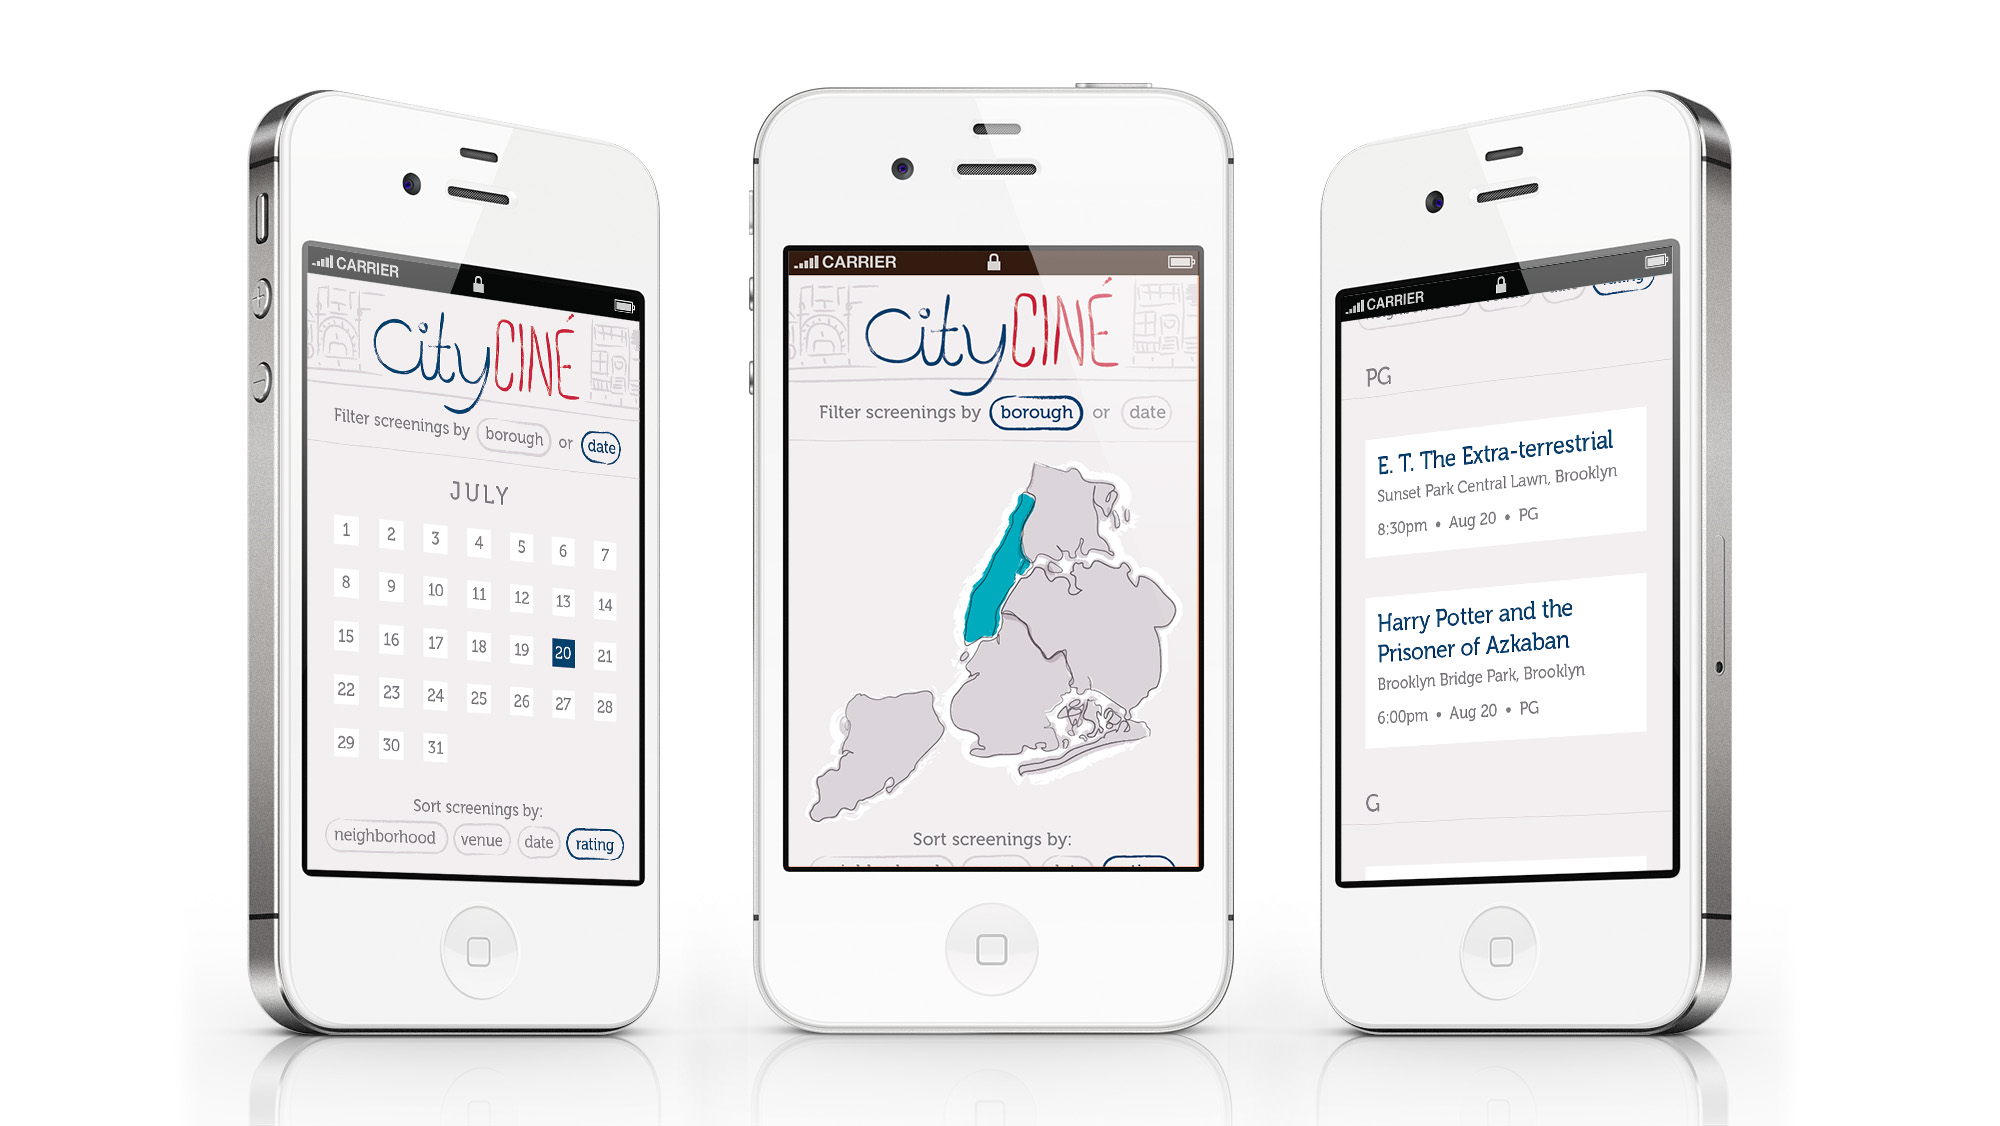 CARRIER
city CINÉ
Filter screenings by borough or date
JULY
1 2 3 4 5 6 7
8 9 10 11 12 13 14
15 16 17 18 19 20 21
22 23 24 25 26 27 28
29 30 31
Sort screenings by:
neighborhood venue date rating
CARRIER
city CINÉ
Filter screenings by borough or date
Sort screenings by:
CARRIER
PG
E. T. The Extra-terrestrial
Sunset Park Central Lawn, Brooklyn
8:30pm • Aug 20 • PG
Harry Potter and the
Prisoner of Azkaban
Brooklyn Bridge Park, Brooklyn
6:00pm • Aug 20 • PG
G